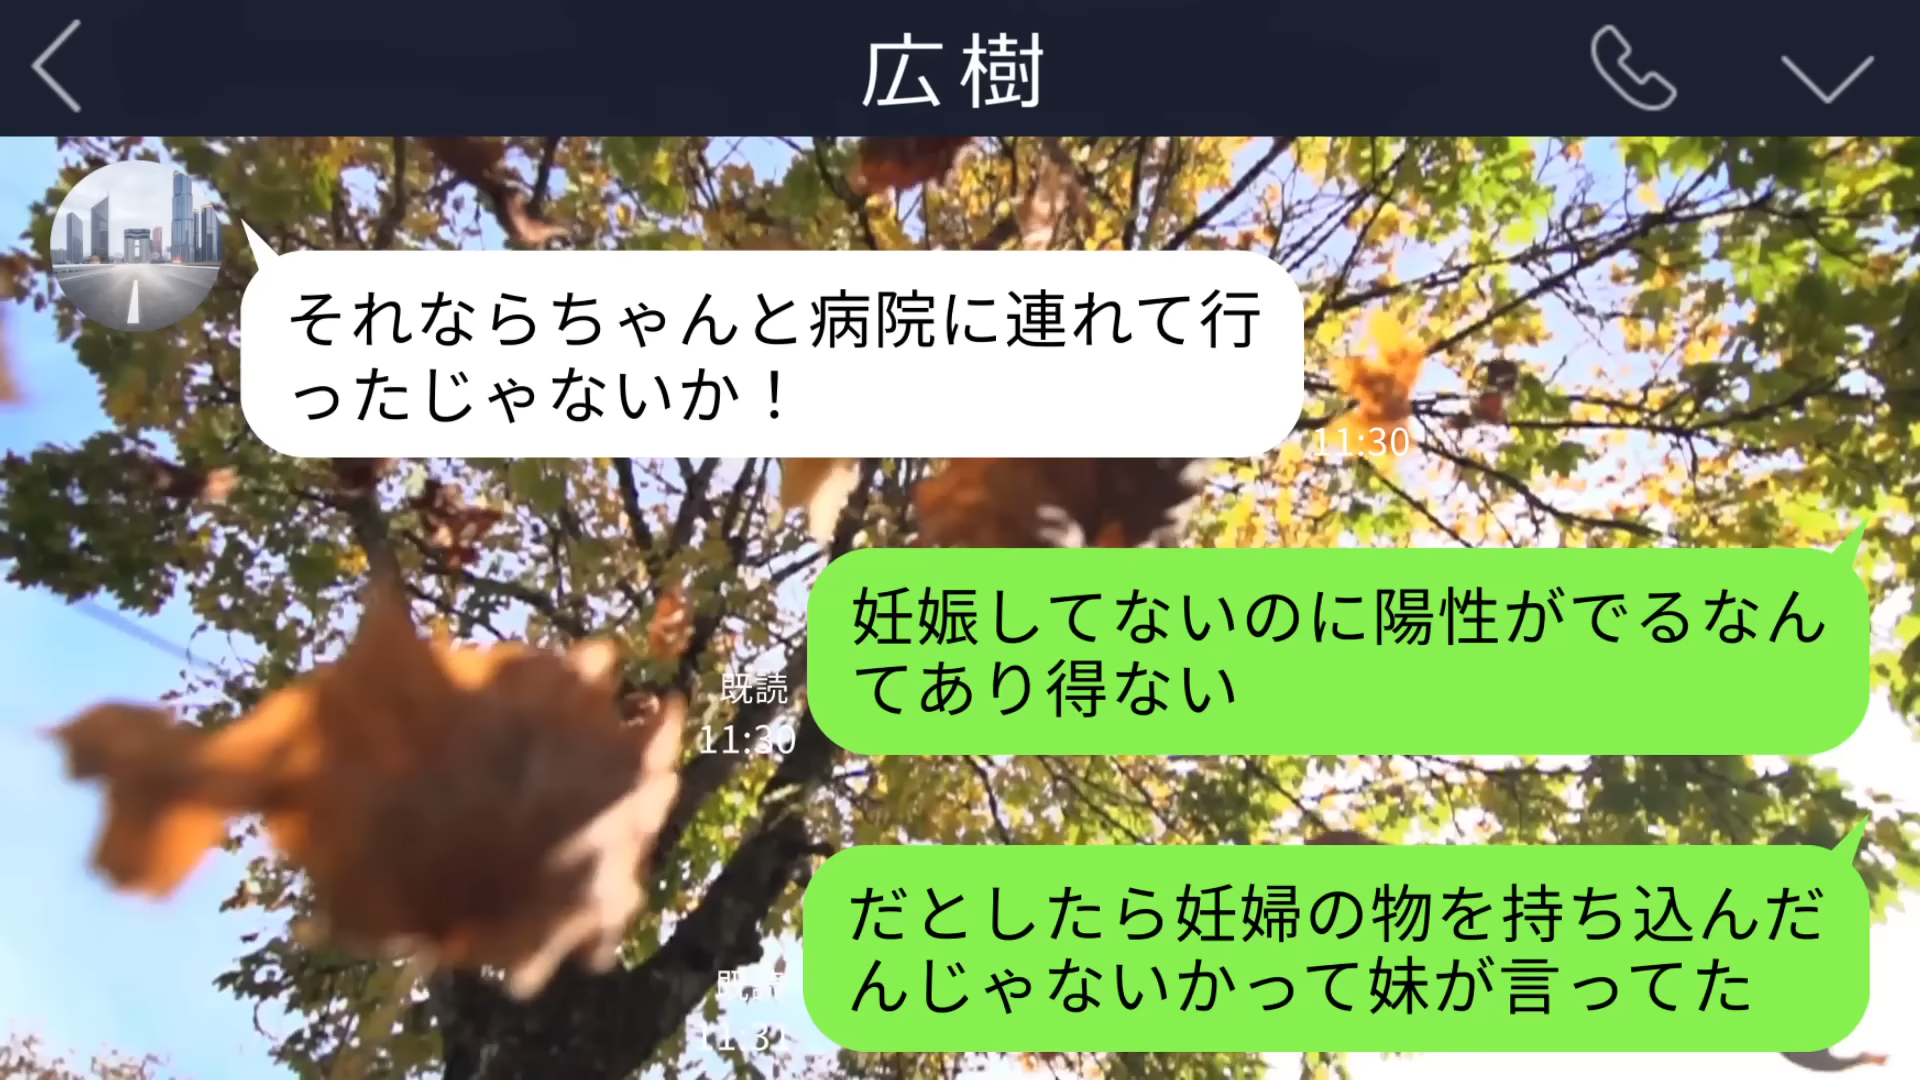 広樹
それならちゃんと病院に連れて行
ったじゃないか！
11:30
妊娠してないのに陽性がでるなん
てあり得ない
既読
11:30
だとしたら妊婦の物を持ち込んだ
んじゃないかって妹が言ってた
既読
11:31